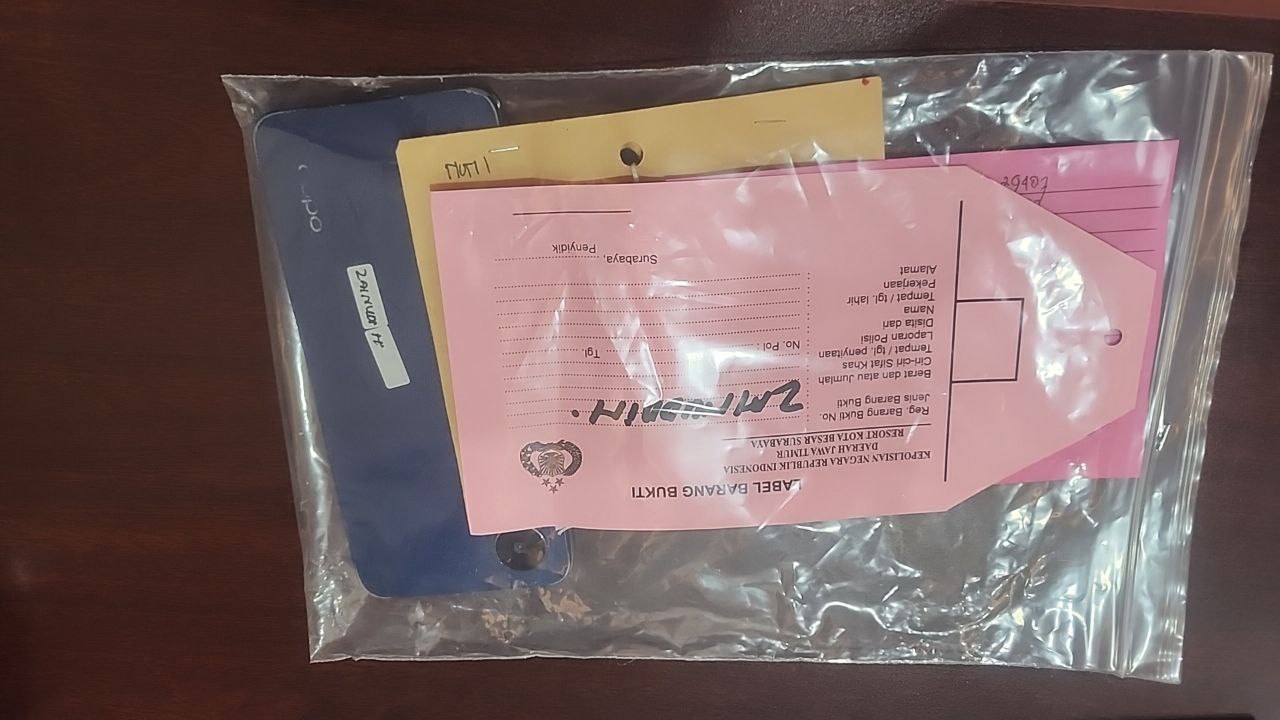 LABEL BARANG BUKTI
KEPOLISIAN NEGARA REPUBLIK INDONESIA
DAERAH JAWA TIMUR
RESORT KOTA BESAR SURABAYA
Reg. Barang Bukti No.
Jenis Barang Bukti
Berat dan atau Jumlah
Ciri-ciri Sifat Khas
Tempat / tgl. penyitaan
Laporan Polisi
No. Pol : Tgl.
Disita dari
Nama
Tempat / tgl. lahir
Pekerjaan
Alamat
Surabaya,
Penyidik
oppo